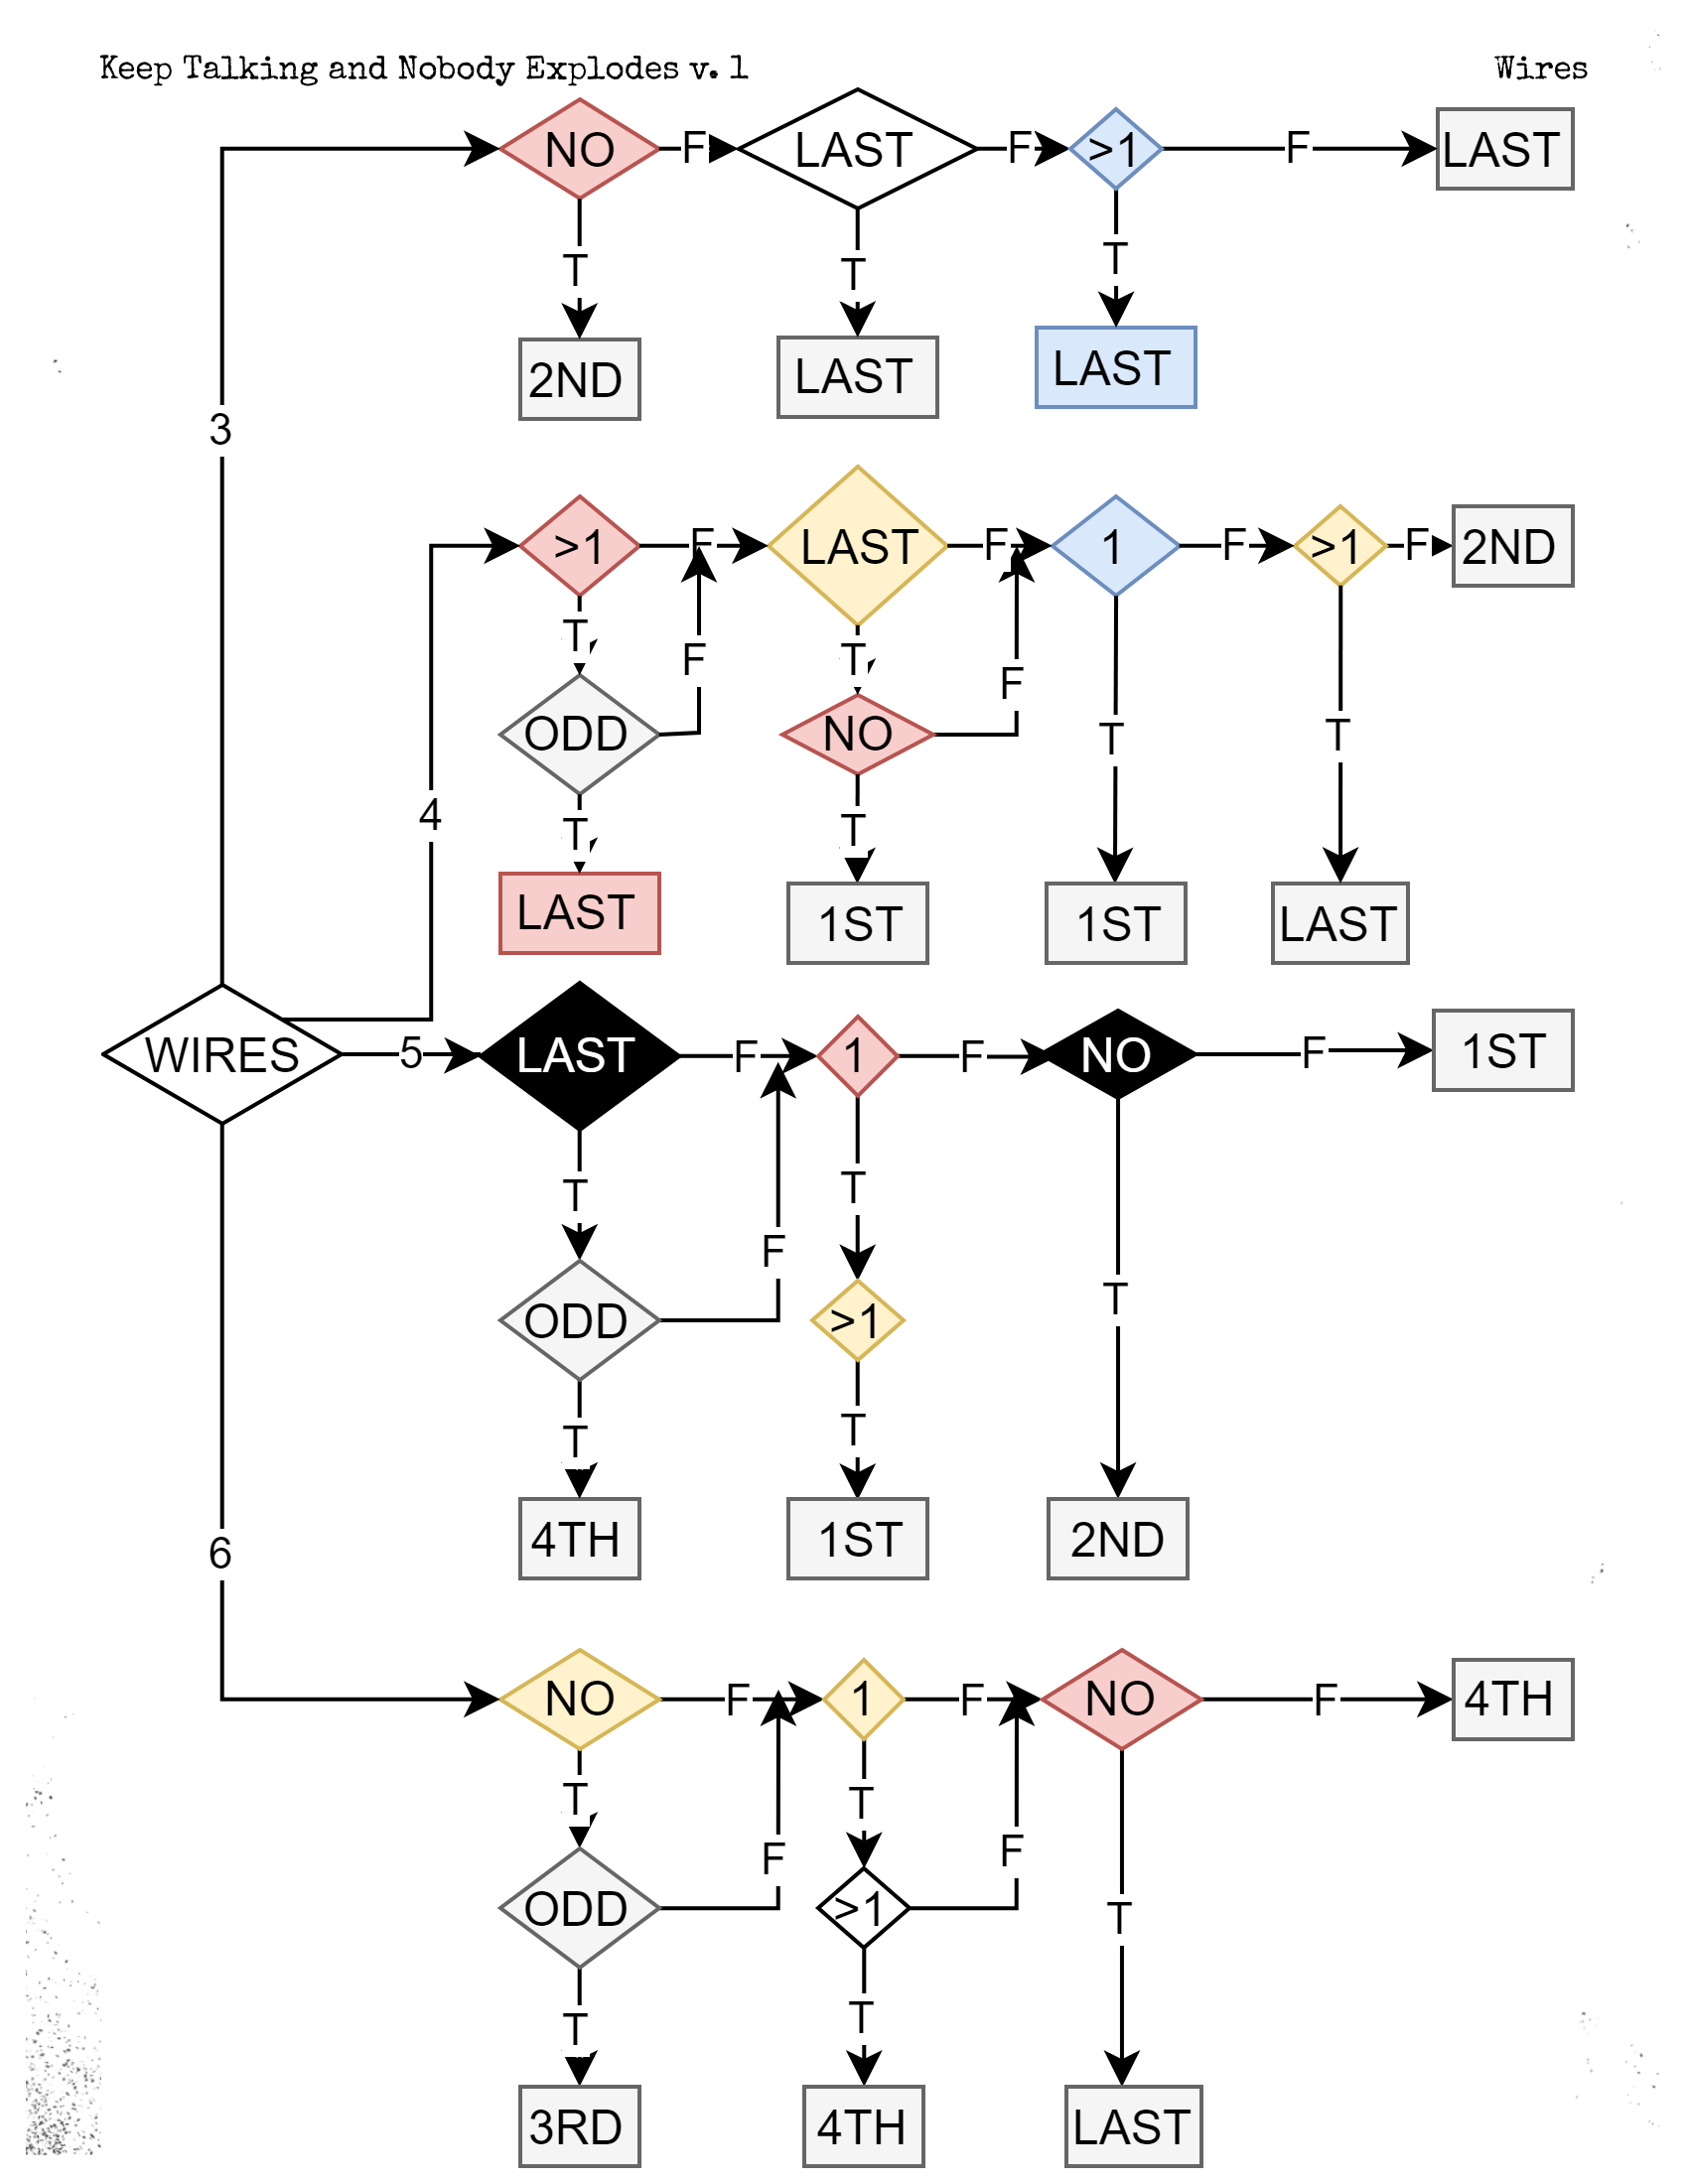 Keep Talking and Nobody Explodes v. 1
Wires
NO F LAST F >1 F LAST
T T T
2ND LAST LAST
3
>1 F LAST F 1 F >1 F 2ND
T F T F
ODD NO T T
T T
4
LAST 1ST 1ST LAST
WIRES 5 LAST F 1 F NO F 1ST
T T
F
ODD >1 T
T T
4TH 1ST 2ND
6
NO F 1 F NO F 4TH
T T
F F
ODD >1 T
T T
3RD 4TH LAST